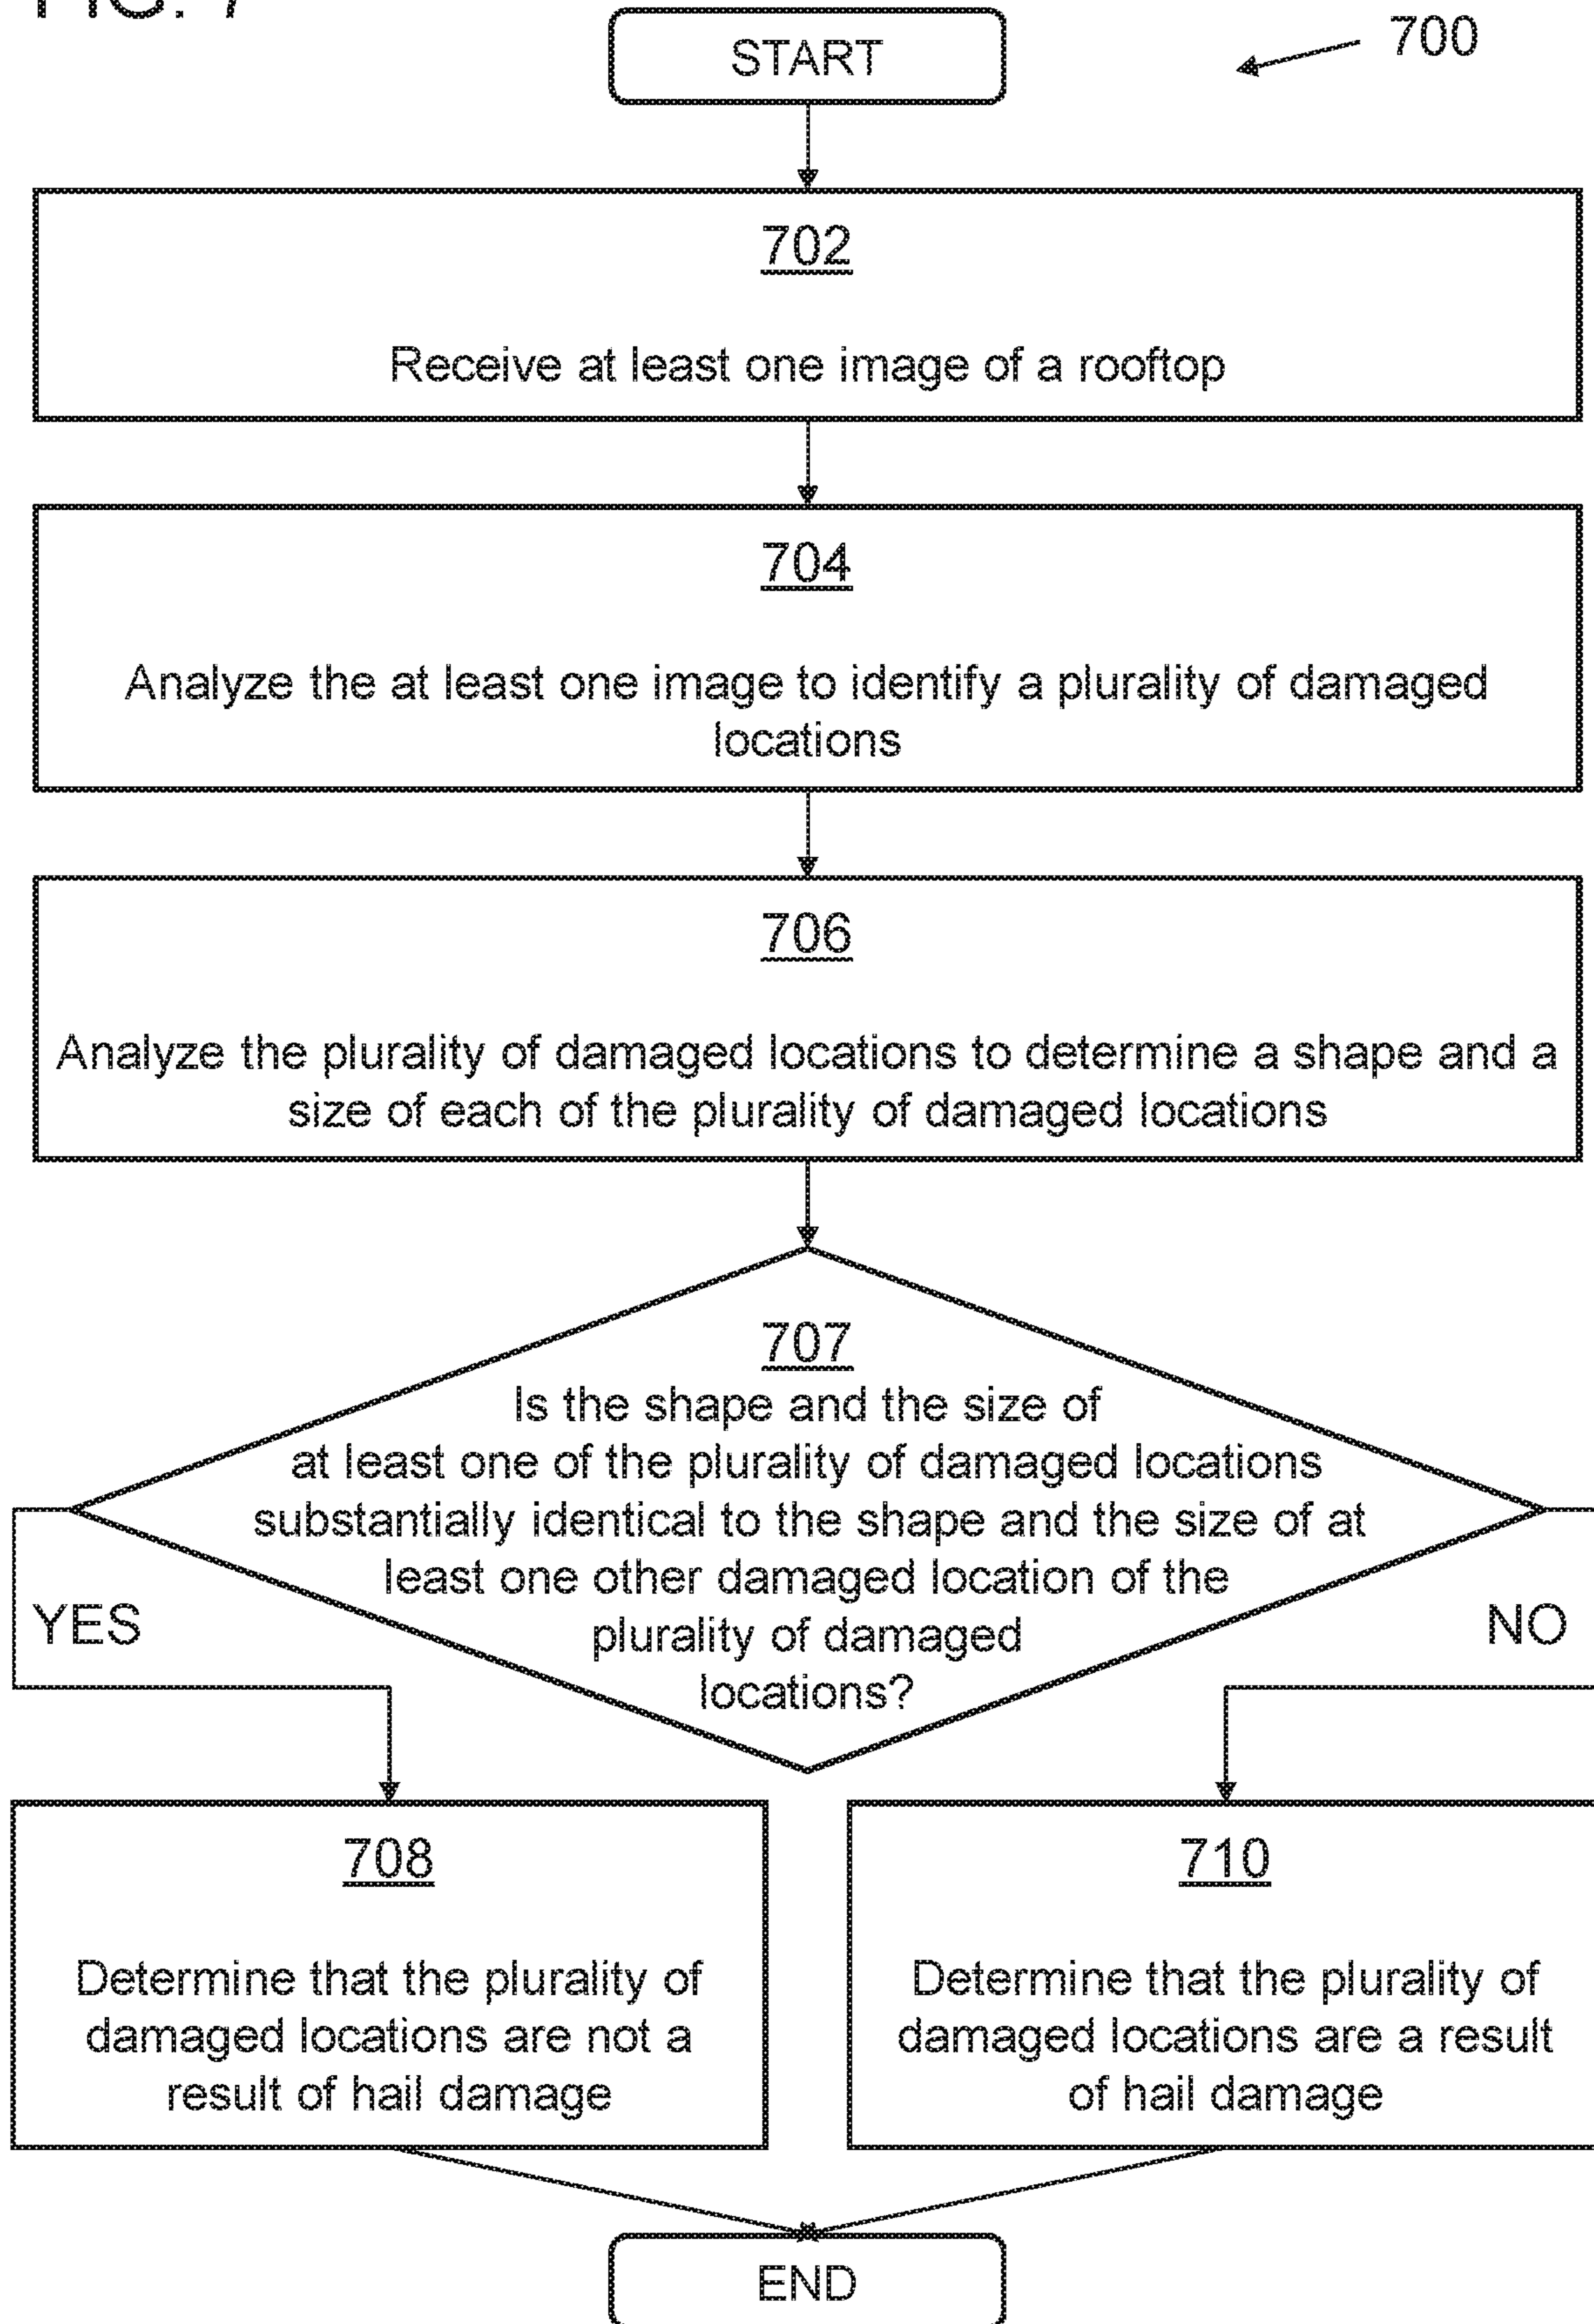 FIG. 7
START
700
702
Receive at least one image of a rooftop
704
Analyze the at least one image to identify a plurality of damaged
locations
706
Analyze the plurality of damaged locations to determine a shape and a
size of each of the plurality of damaged locations
707
Is the shape and the size of
at least one of the plurality of damaged locations
substantially identical to the shape and the size of at
least one other damaged location of the
plurality of damaged
locations?
YES
NO
708
Determine that the plurality of
damaged locations are not a
result of hail damage
710
Determine that the plurality of
damaged locations are a result
of hail damage
END